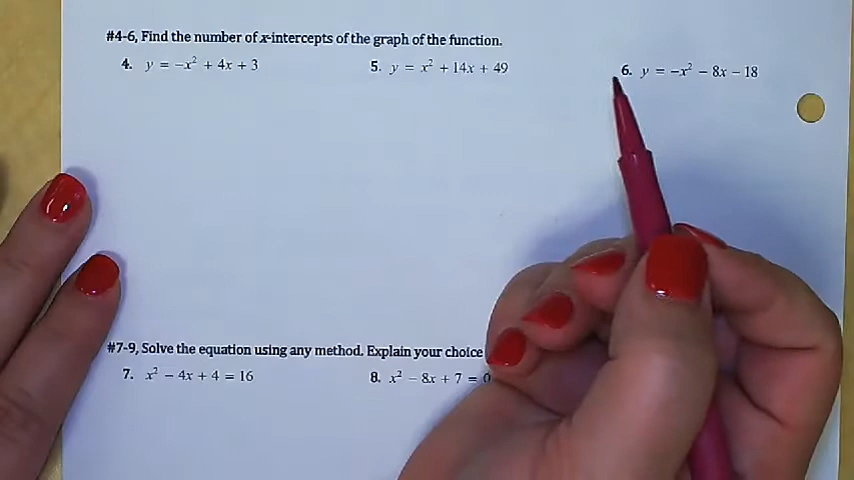 #4-6, Find the number of x-intercepts of the graph of the function.
4. y = −x² + 4x + 3
5. y = x² + 14x + 49
6. y = −x² − 8x − 18
#7-9, Solve the equation using any method. Explain your choice
7. x² − 4x + 4 = 16
8. x² − 8x + 7 = 0